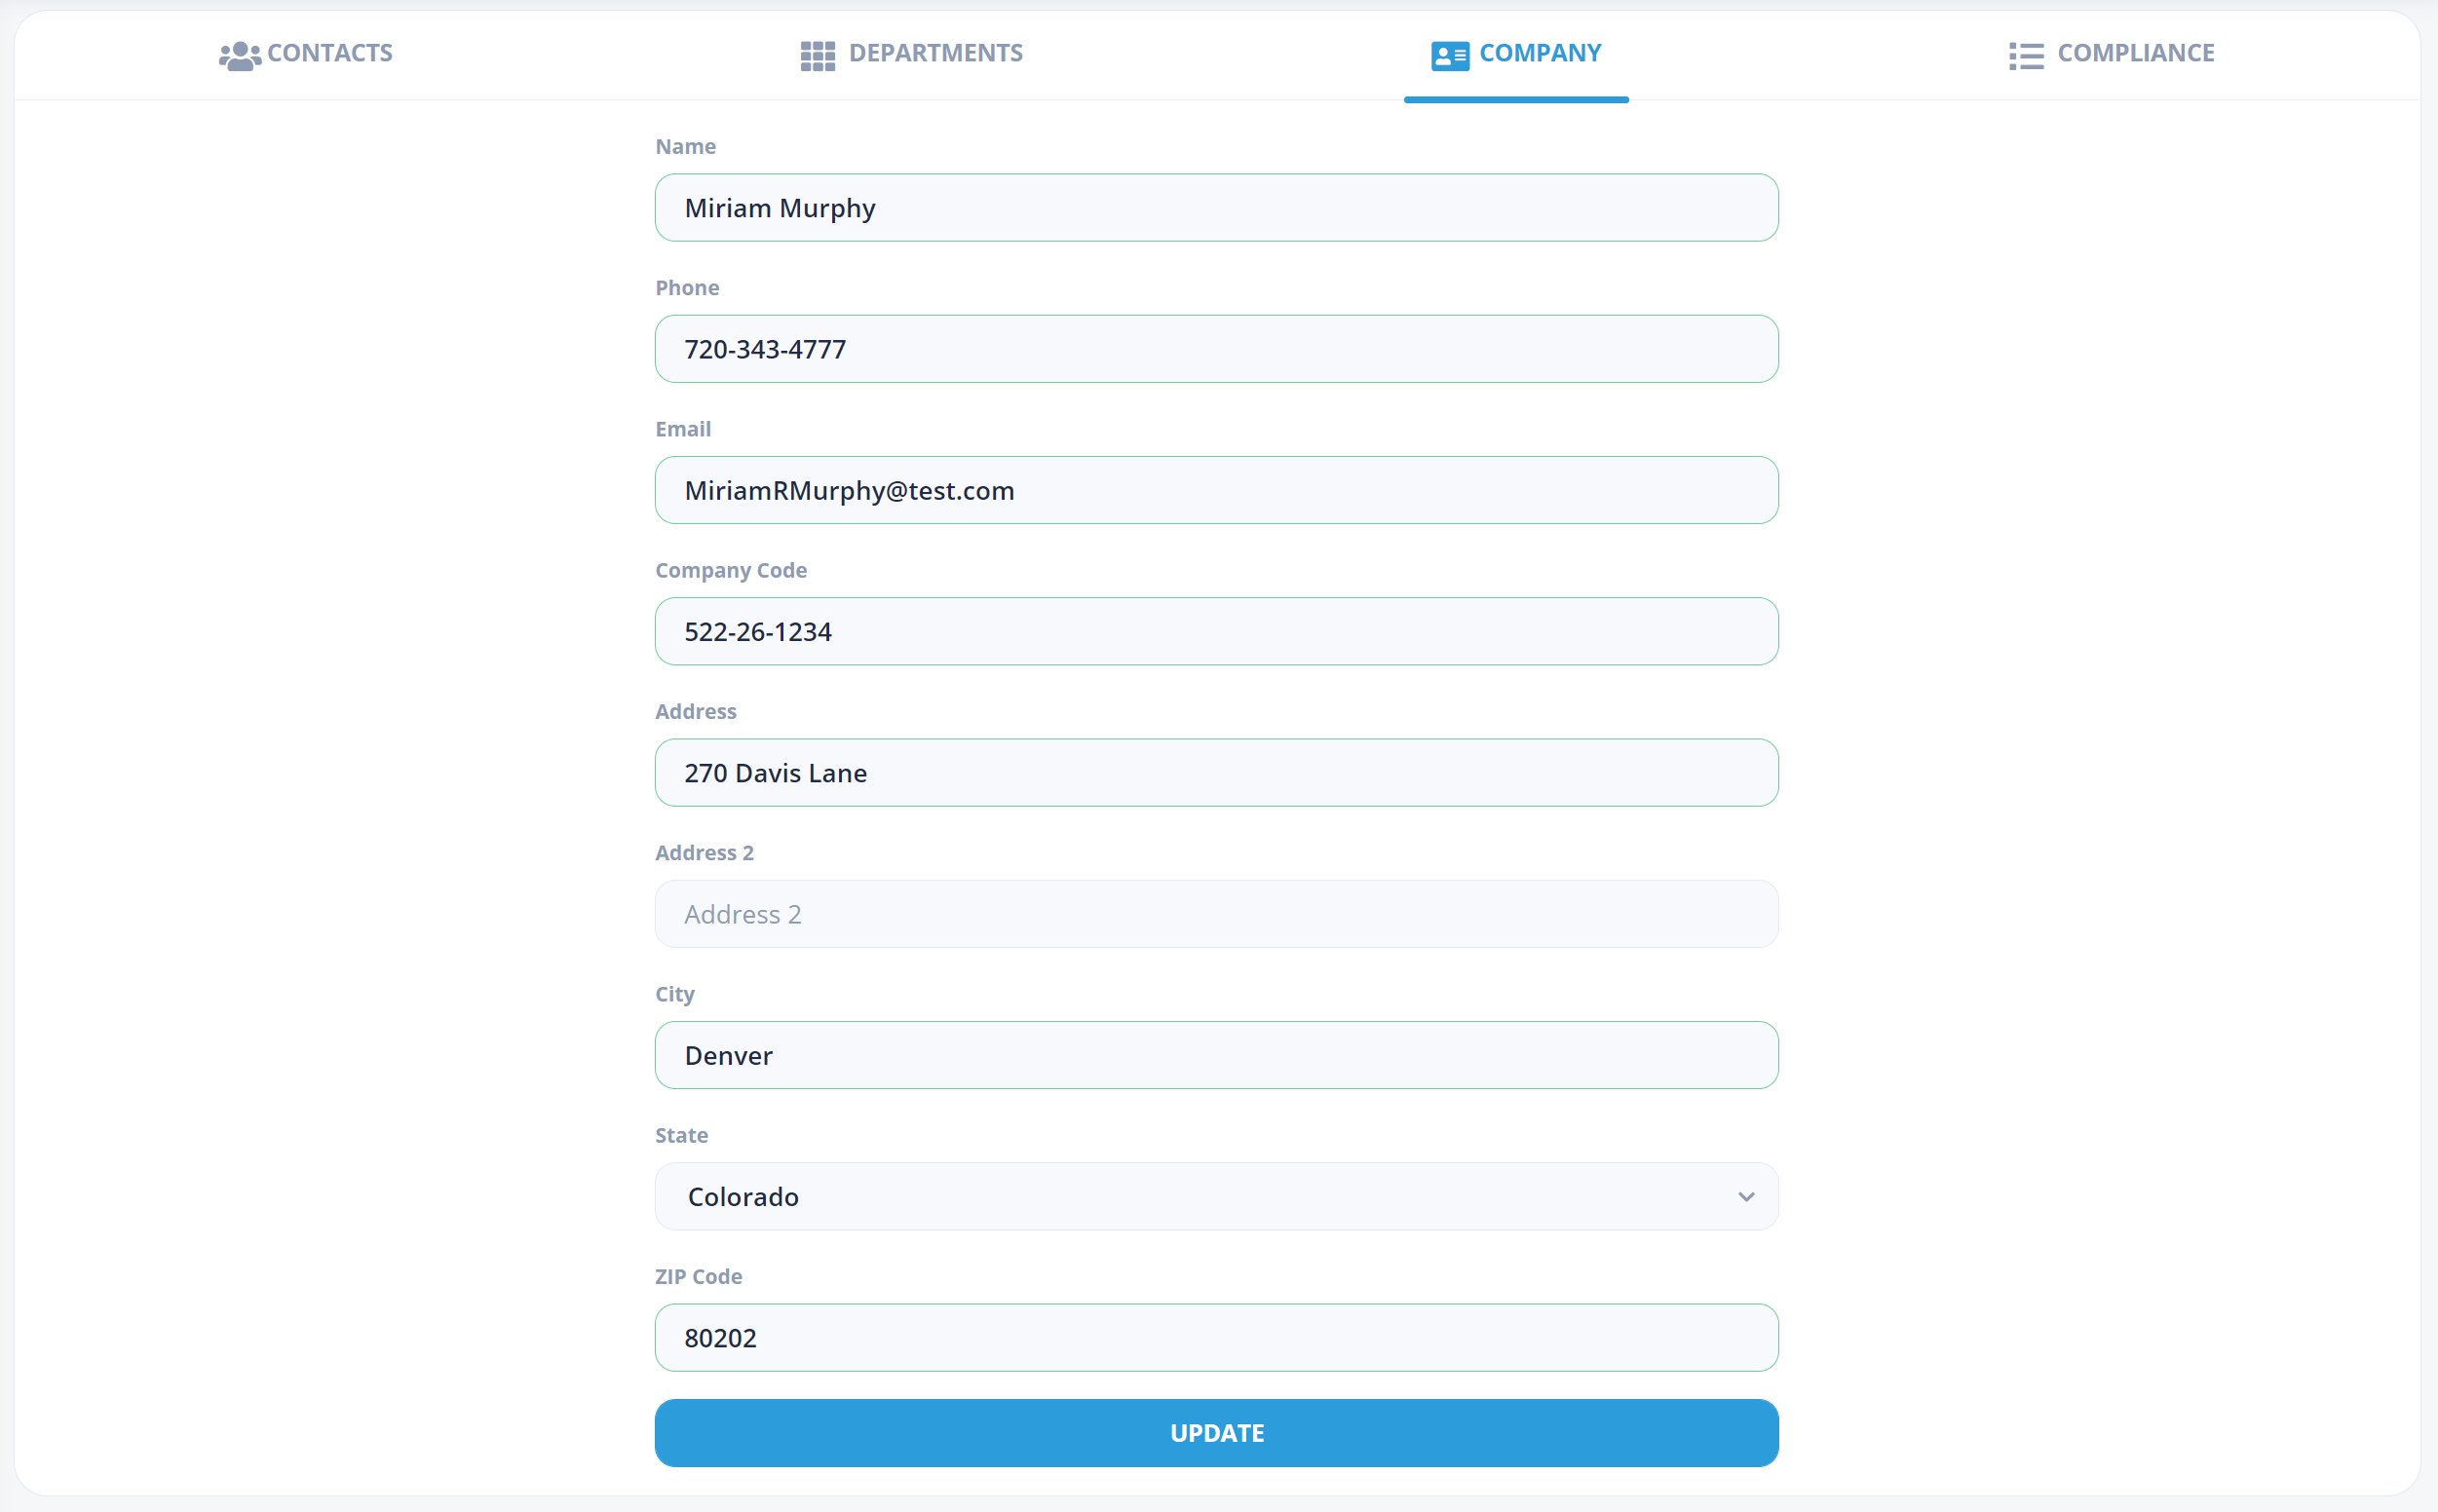 CONTACTS
DEPARTMENTS
COMPANY
COMPLIANCE
Name
Miriam Murphy
Phone
720-343-4777
Email
MiriamRMurphy@test.com
Company Code
522-26-1234
Address
270 Davis Lane
Address 2
Address 2
City
Denver
State
Colorado
ZIP Code
80202
UPDATE